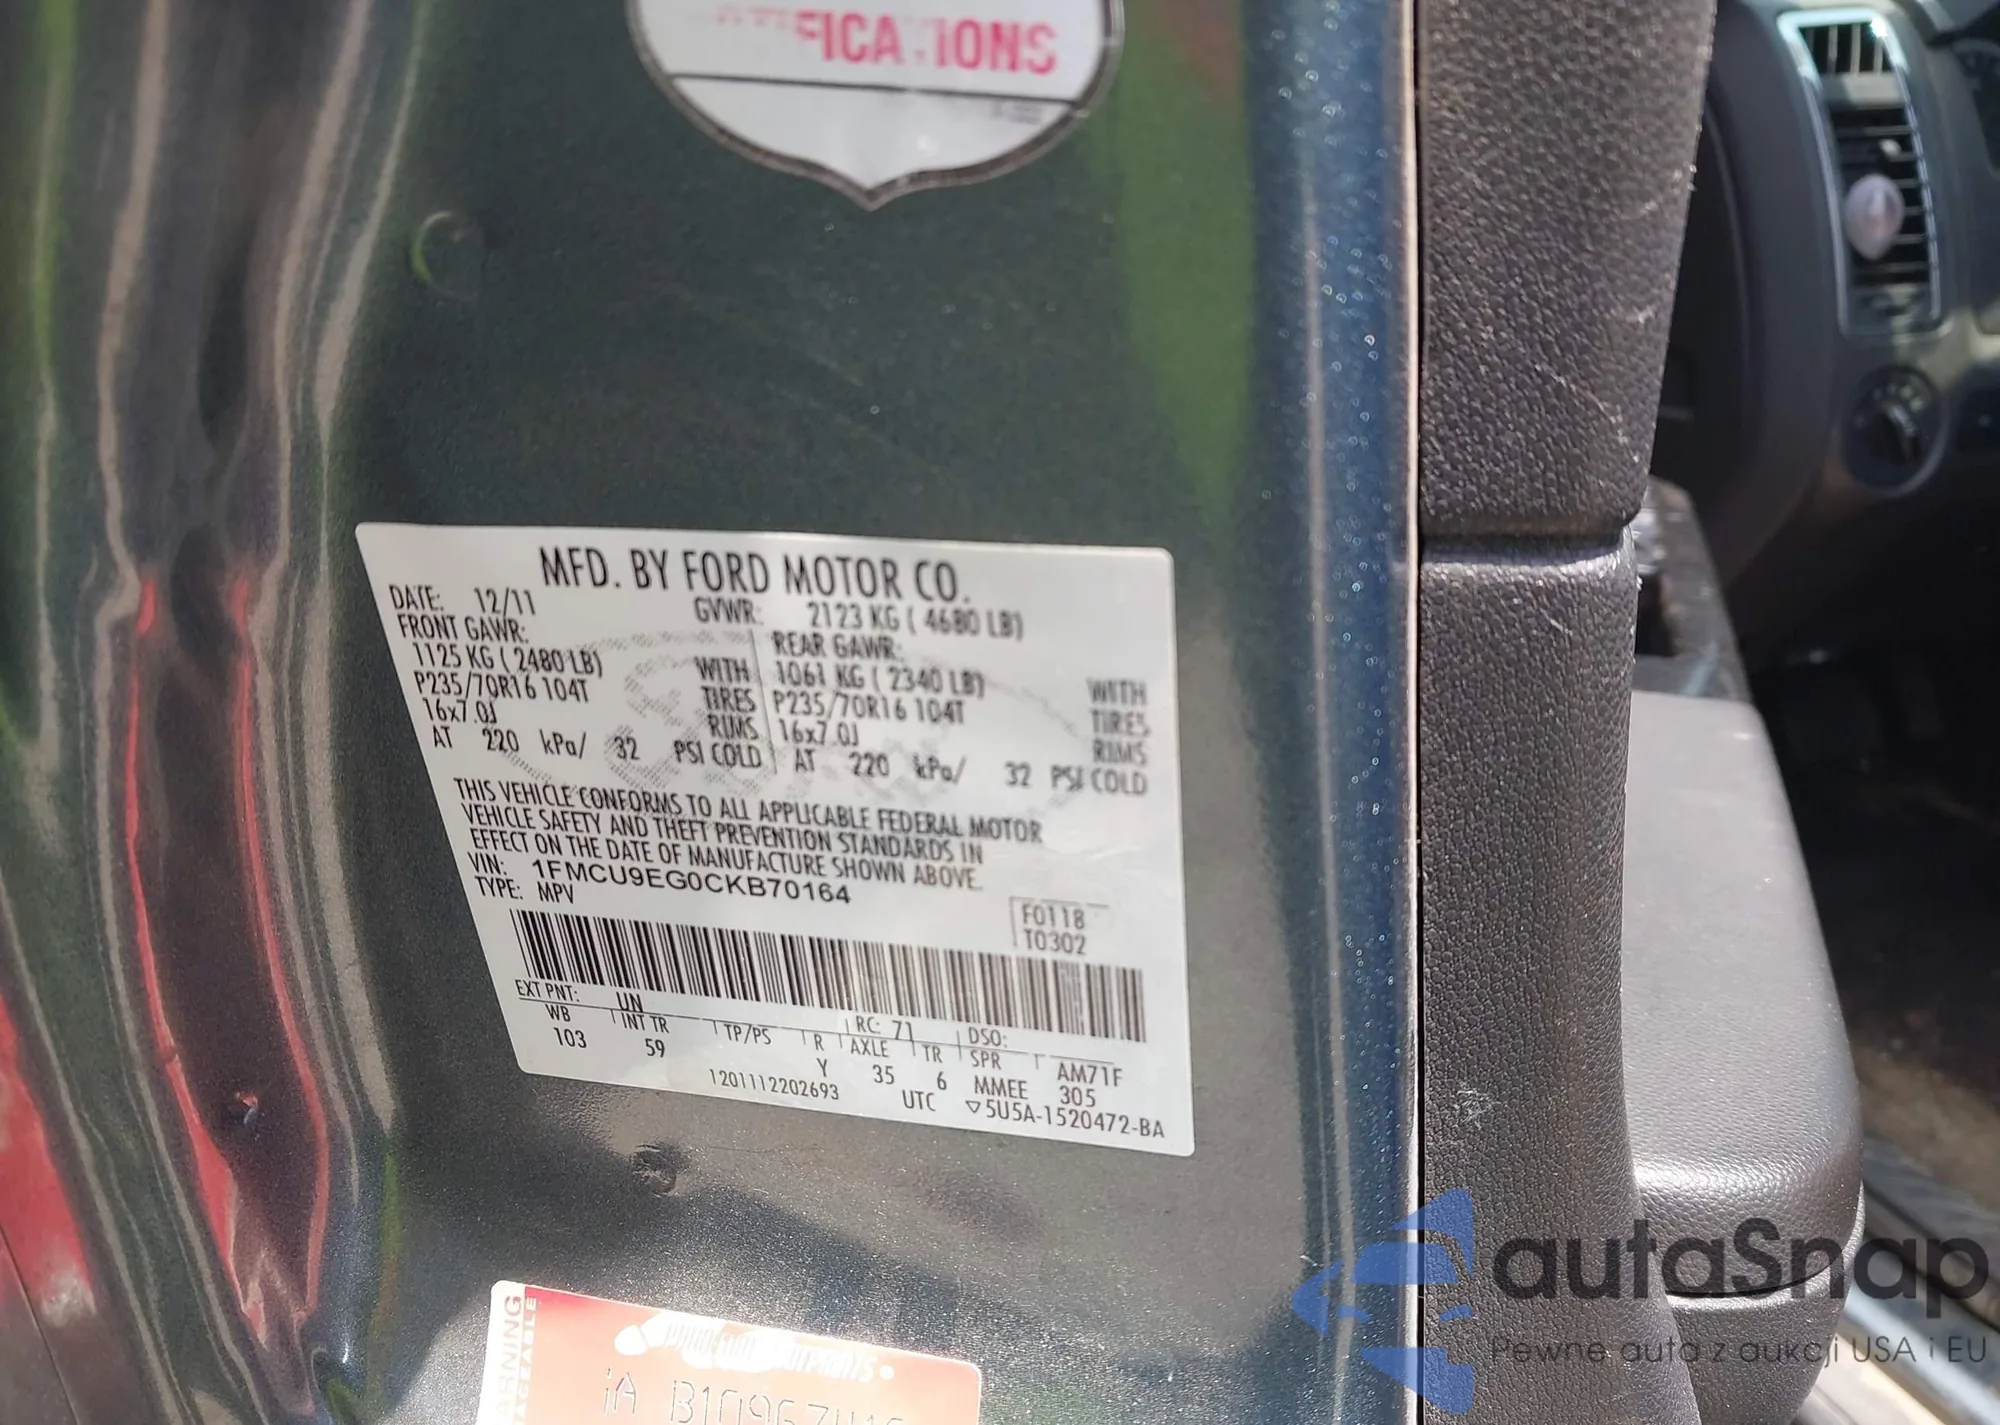 FICATIONS
MFD. BY FORD MOTOR CO.
DATE: 12/11 GVWR: 2123 KG ( 4680 LB)
FRONT GAWR: REAR GAWR:
1125 KG ( 2480 LB) WITH 1061 KG ( 2340 LB) WITH
P235/70R16 104T TIRES P235/70R16 104T TIRES
16x7.0J RIMS 16x7.0J RIMS
AT 220 kPa/ 32 PSI COLD AT 220 kPa/ 32 PSI COLD
THIS VEHICLE CONFORMS TO ALL APPLICABLE FEDERAL MOTOR
VEHICLE SAFETY AND THEFT PREVENTION STANDARDS IN
EFFECT ON THE DATE OF MANUFACTURE SHOWN ABOVE.
VIN: 1FMCU9EG0CKB70164
TYPE: MPV
F0118
T0302
EXT PNT: UN RC: 71 DSO:
WB INT TR TP/PS R AXLE TR SPR AM71F
103 59 Y 35 6 MMEE 305
1201112202693 UTC ▽5U5A-1520472-BA
autaSnap
Pewne auta z aukcji USA i EU